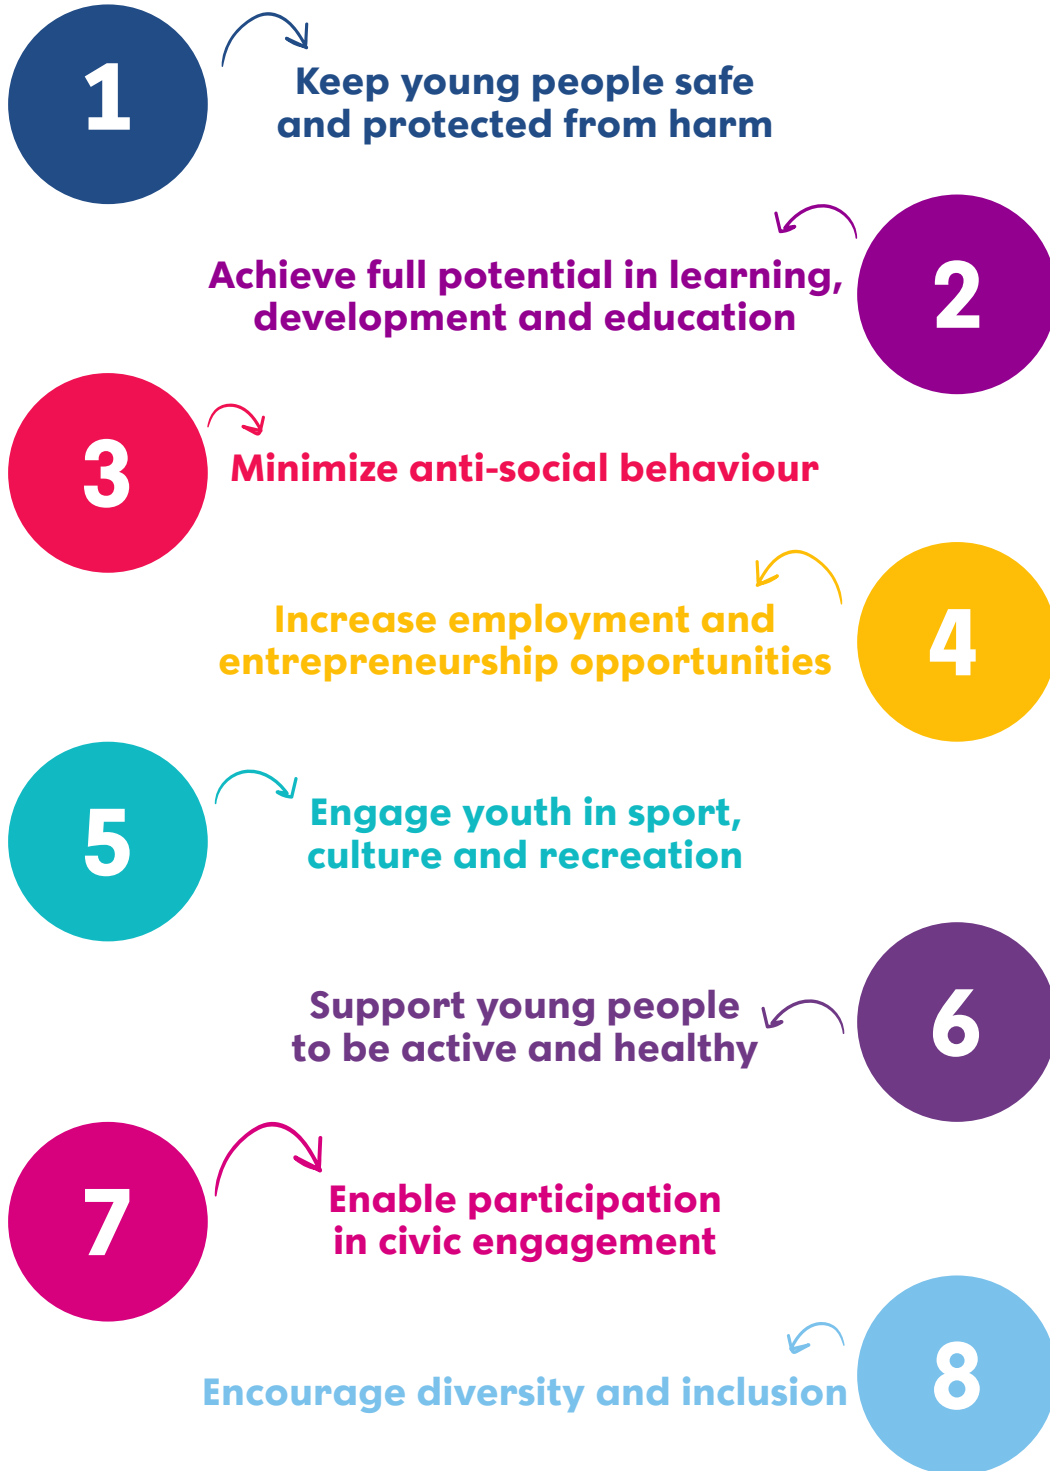 1
Keep young people safe
and protected from harm
2
Achieve full potential in learning,
development and education
3
Minimize anti-social behaviour
4
Increase employment and
entrepreneurship opportunities
5
Engage youth in sport,
culture and recreation
6
Support young people
to be active and healthy
7
Enable participation
in civic engagement
8
Encourage diversity and inclusion